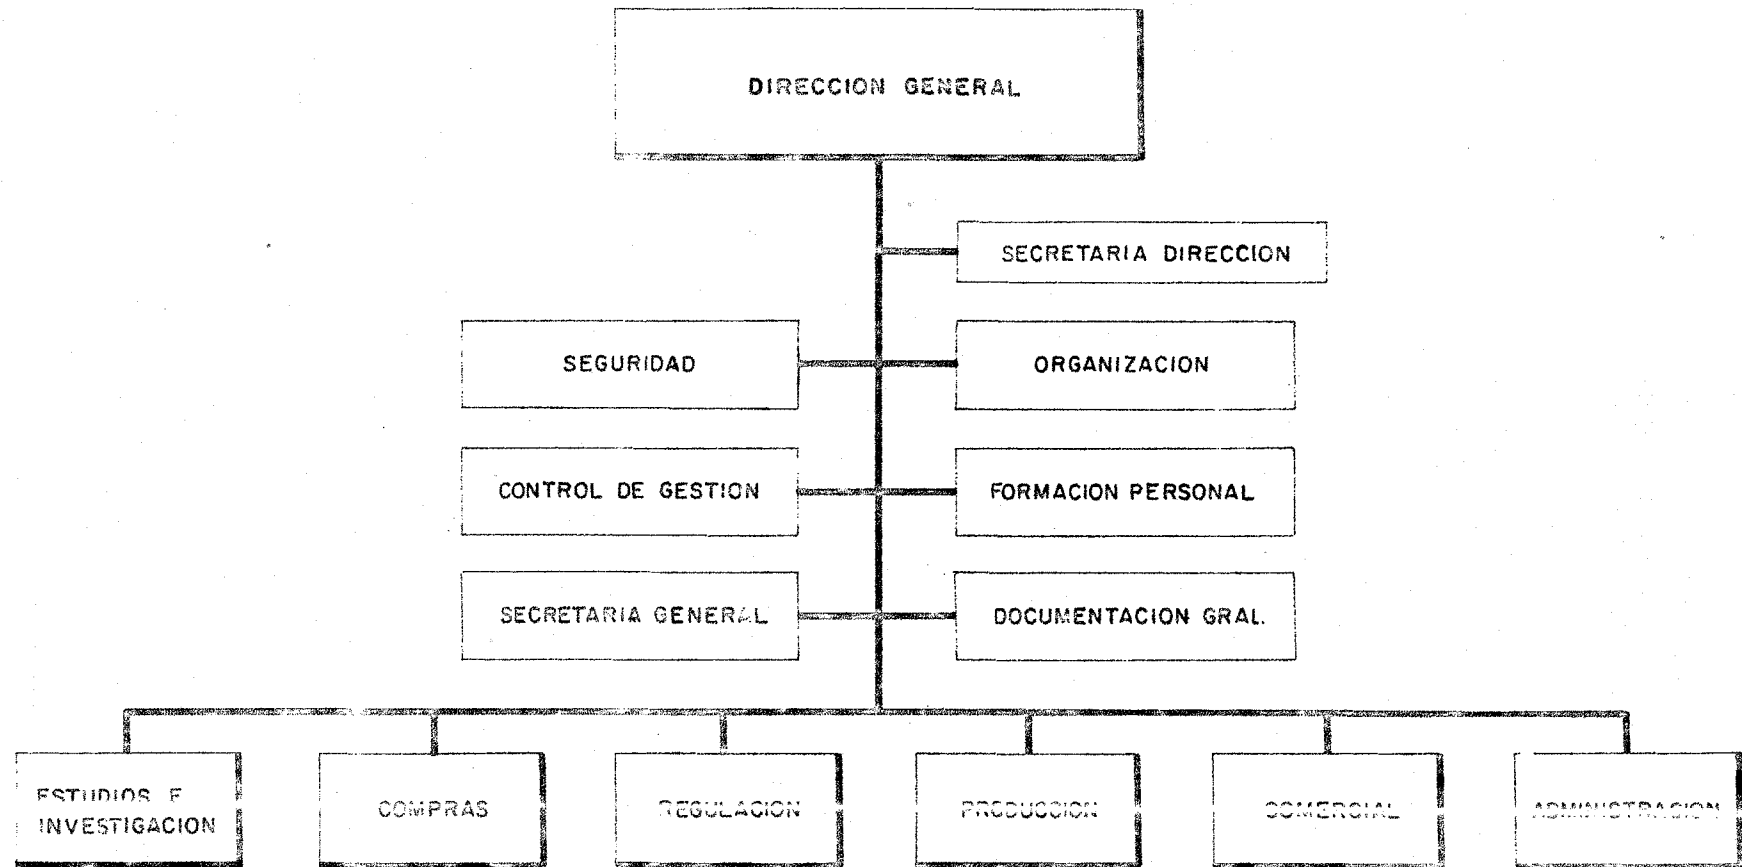 DIRECCION GENERAL
SECRETARIA DIRECCION
SEGURIDAD
ORGANIZACION
CONTROL DE GESTION
FORMACION PERSONAL
SECRETARIA GENERAL
DOCUMENTACION GRAL.
ESTUDIOS E
INVESTIGACION
COMPRAS
REGULACION
PRODUCCION
COMERCIAL
ADMINISTRACION